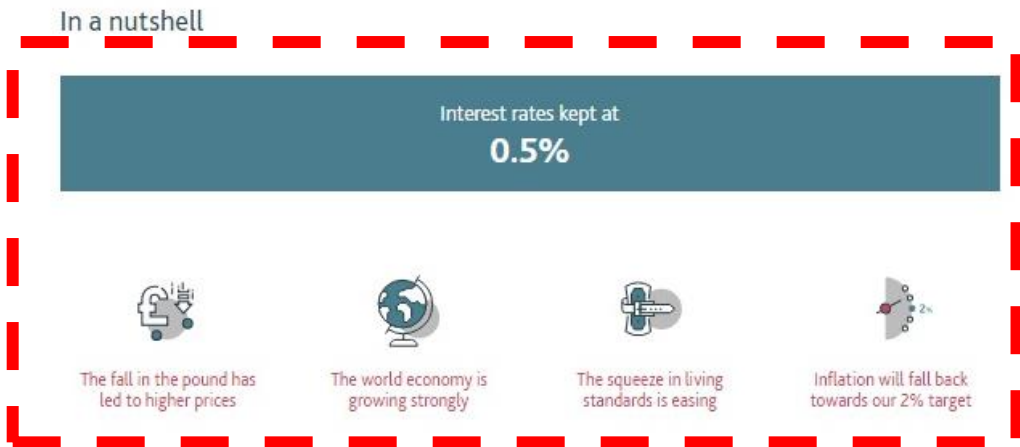 In a nutshell
Interest rates kept at
0.5%
2%
The fall in the pound has
led to higher prices
The world economy is
growing strongly
The squeeze in living
standards is easing
Inflation will fall back
towards our 2% target